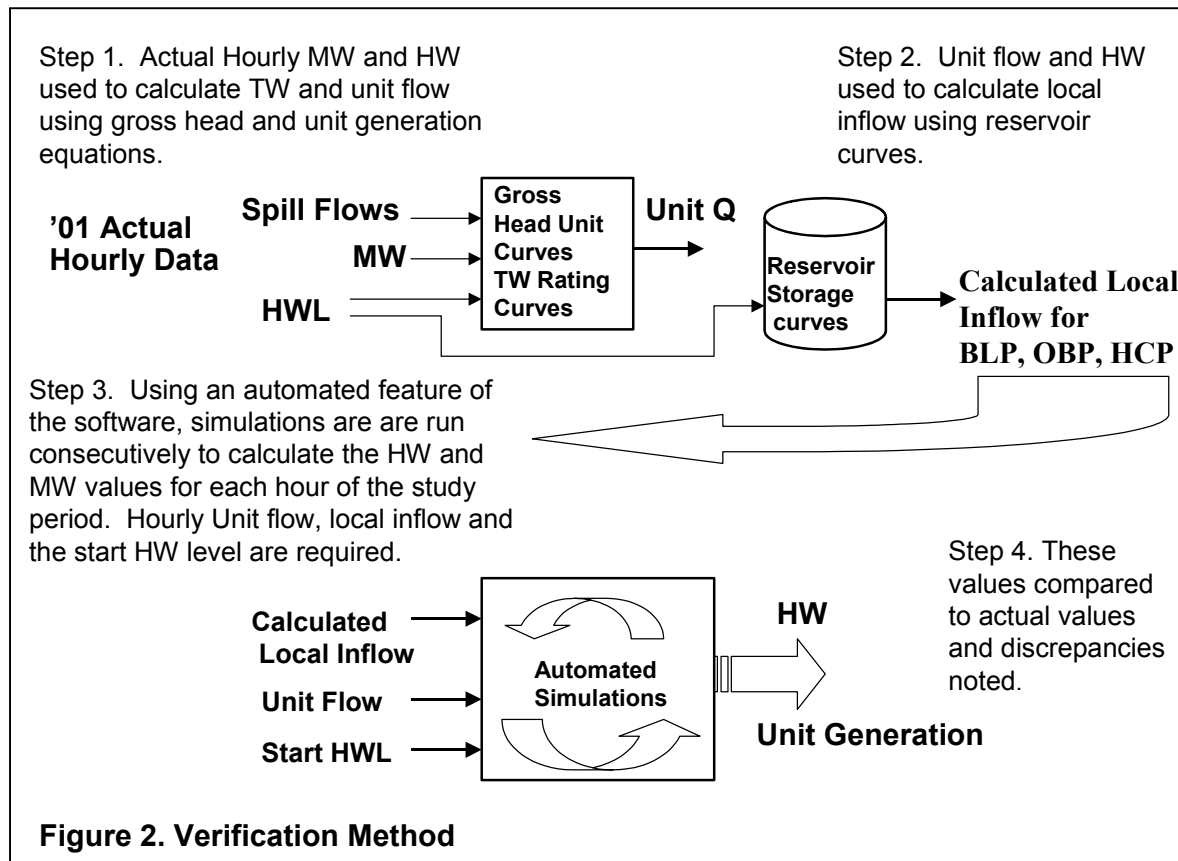 Step 1.  Actual Hourly MW and HW
used to calculate TW and unit flow
using gross head and unit generation
equations.
Step 2.  Unit flow and HW
used to calculate local
inflow using reservoir
curves.
'01 Actual
Hourly Data
Spill Flows
MW
HWL
Gross
Head Unit
Curves
TW Rating
Curves
Unit Q
Reservoir
Storage
curves
Calculated Local
Inflow for
BLP, OBP, HCP
Step 3.  Using an automated feature of
the software, simulations are are run
consecutively to calculate the HW and
MW values for each hour of the study
period.  Hourly Unit flow, local inflow and
the start HW level are required.
Calculated
Local Inflow
Unit Flow
Start HWL
Automated
Simulations
HW
Unit Generation
Step 4. These
values compared
to actual values
and discrepancies
noted.
Figure 2. Verification Method